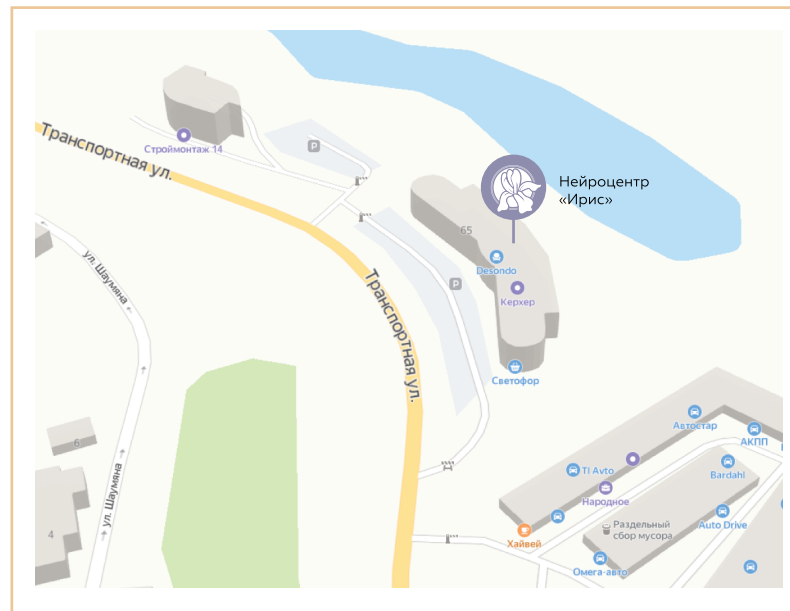 Транспортная ул.
Строймонтаж 14
P
Нейроцентр
«Ирис»
65
ул. Шаумяна
Desondo
P
Керхер
Транспортная ул.
Светофор
Автостар
АКПП
6
TI Avto
Bardahl
Народное
ул. Шаумяна
4
Раздельный
сбор мусора
Auto Drive
Хайвей
Омега-авто